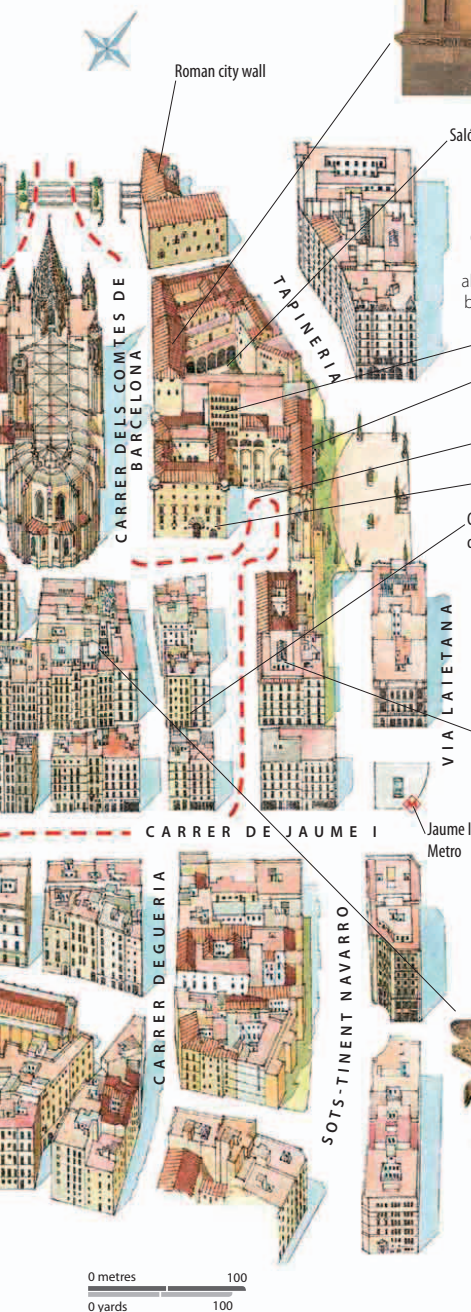 Roman city wall
Saló
al
b
TAPINERIA
CARRER DELS COMTES DE
BARCELONA
C
c
VIA LAIETANA
CARRER DE JAUME I
Jaume I
Metro
CARRER DEGUERIA
SOTS-TINENT NAVARRO
0 metres 100
0 yards 100